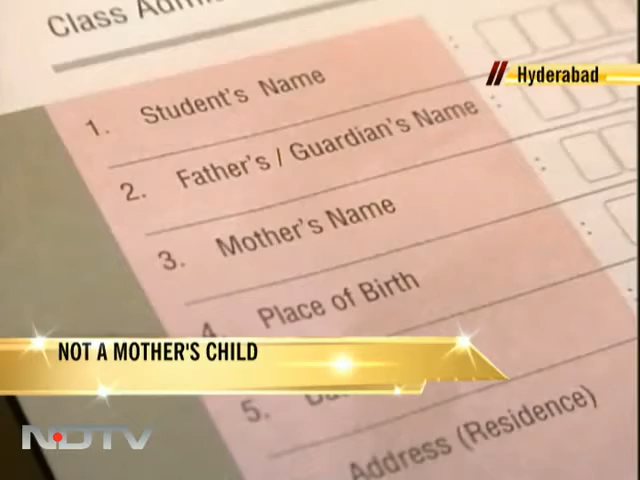 Class
Hyderabad
1. Student's Name
2. Father's / Guardian's Name
3. Mother's Name
4. Place of Birth
NOT A MOTHER'S CHILD
5.
NDTV
Address (Residence)